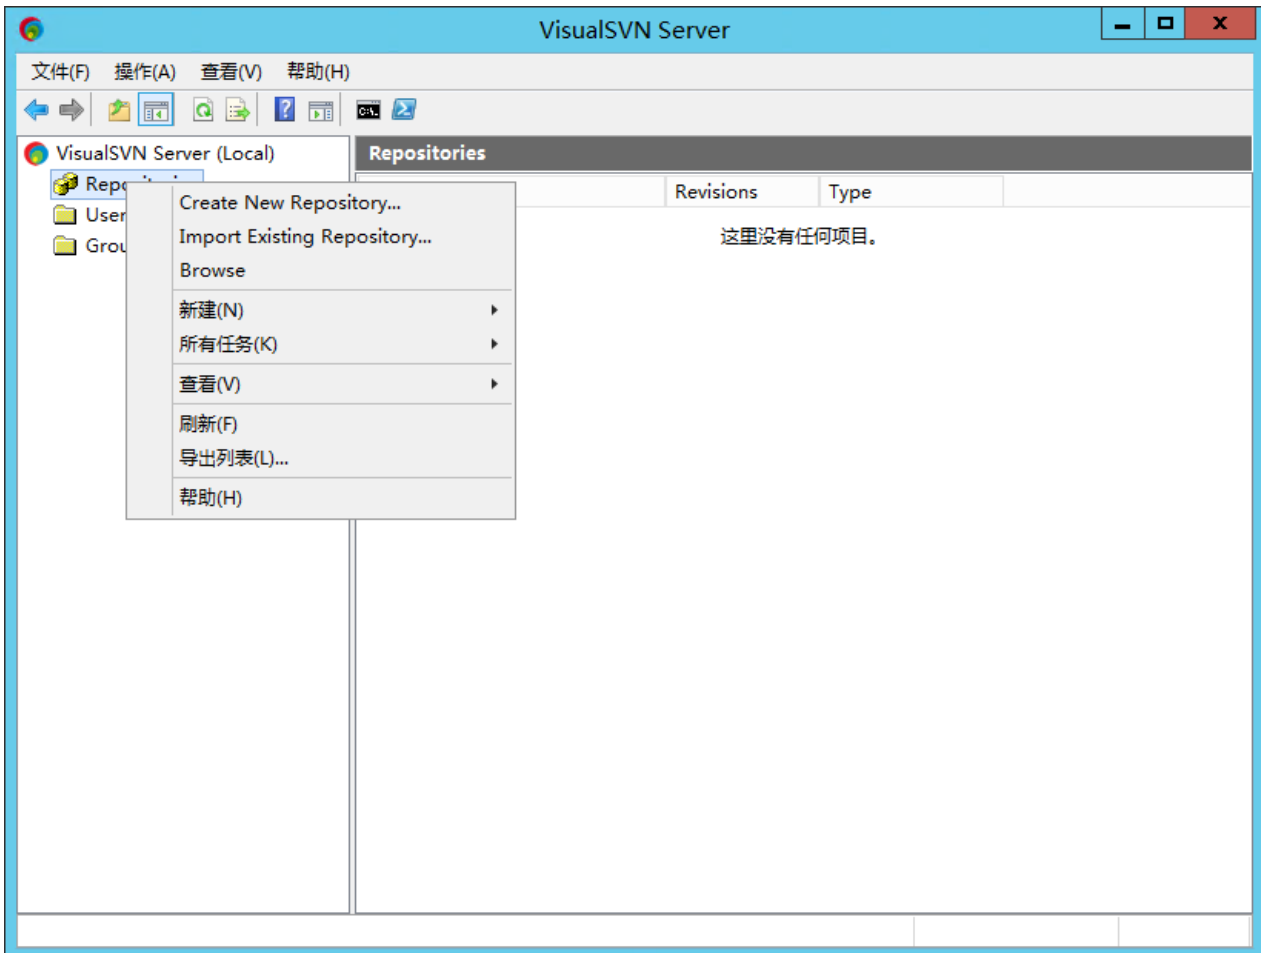 VisualSVN Server
文件(F) 操作(A) 查看(V) 帮助(H)
VisualSVN Server (Local)
User
Grou
Repositories
Revisions Type
这里没有任何项目。
Create New Repository...
Import Existing Repository...
Browse
新建(N)
所有任务(K)
查看(V)
刷新(F)
导出列表(L)...
帮助(H)